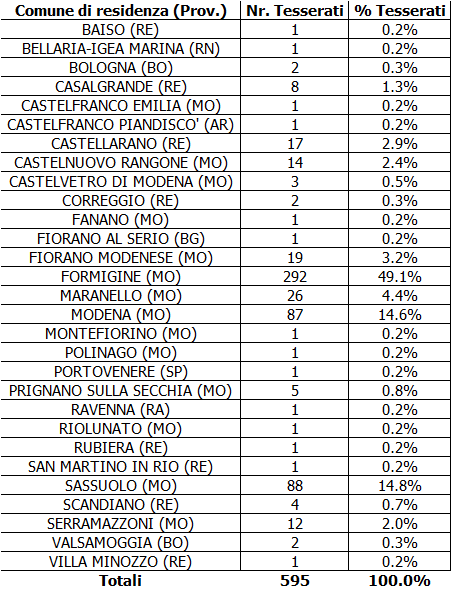 Comune di residenza (Prov.) Nr. Tesserati % Tesserati
BAISO (RE) 1 0.2%
BELLARIA-IGEA MARINA (RN) 1 0.2%
BOLOGNA (BO) 2 0.3%
CASALGRANDE (RE) 8 1.3%
CASTELFRANCO EMILIA (MO) 1 0.2%
CASTELFRANCO PIANDISCO' (AR) 1 0.2%
CASTELLARANO (RE) 17 2.9%
CASTELNUOVO RANGONE (MO) 14 2.4%
CASTELVETRO DI MODENA (MO) 3 0.5%
CORREGGIO (RE) 2 0.3%
FANANO (MO) 1 0.2%
FIORANO AL SERIO (BG) 1 0.2%
FIORANO MODENESE (MO) 19 3.2%
FORMIGINE (MO) 292 49.1%
MARANELLO (MO) 26 4.4%
MODENA (MO) 87 14.6%
MONTEFIORINO (MO) 1 0.2%
POLINAGO (MO) 1 0.2%
PORTOVENERE (SP) 1 0.2%
PRIGNANO SULLA SECCHIA (MO) 5 0.8%
RAVENNA (RA) 1 0.2%
RIOLUNATO (MO) 1 0.2%
RUBIERA (RE) 1 0.2%
SAN MARTINO IN RIO (RE) 1 0.2%
SASSUOLO (MO) 88 14.8%
SCANDIANO (RE) 4 0.7%
SERRAMAZZONI (MO) 12 2.0%
VALSAMOGGIA (BO) 2 0.3%
VILLA MINOZZO (RE) 1 0.2%
Totali 595 100.0%